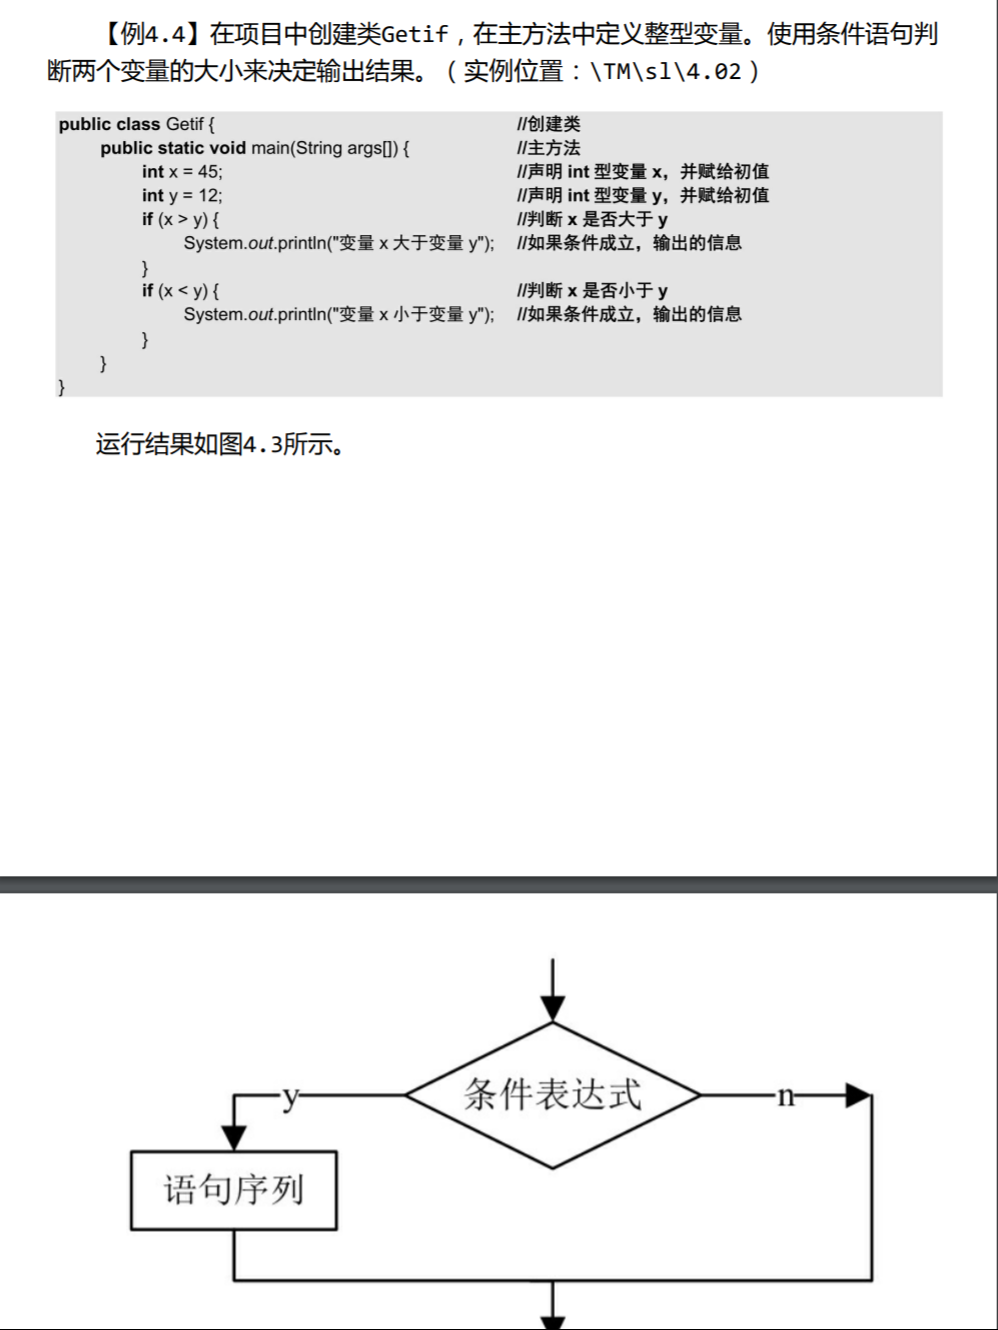 【例4.4】在项目中创建类Getif，在主方法中定义整型变量。使用条件语句判
断两个变量的大小来决定输出结果。（实例位置：\TM\sl\4.02）
public class Getif { //创建类
public static void main(String args[]) { //主方法
int x = 45; //声明 int 型变量 x，并赋给初值
int y = 12; //声明 int 型变量 y，并赋给初值
if (x > y) { //判断 x 是否大于 y
System.out.println("变量 x 大于变量 y"); //如果条件成立，输出的信息
}
if (x < y) { //判断 x 是否小于 y
System.out.println("变量 x 小于变量 y"); //如果条件成立，输出的信息
}
}
}
运行结果如图4.3所示。
条件表达式
y
n
语句序列